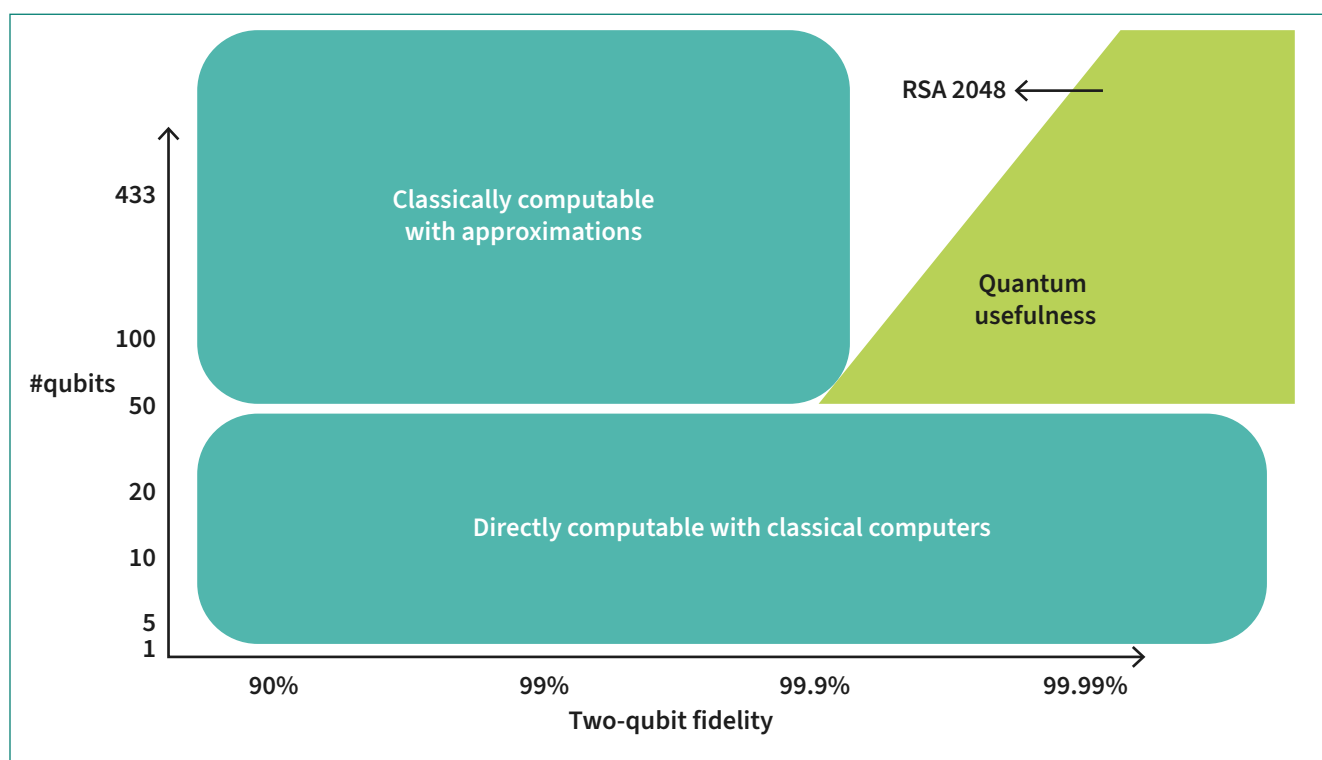 RSA 2048
433
Classically computable
with approximations
Quantum
usefulness
100
#qubits
50
20
Directly computable with classical computers
10
5
1
90% 99% 99.9% 99.99%
Two-qubit fidelity